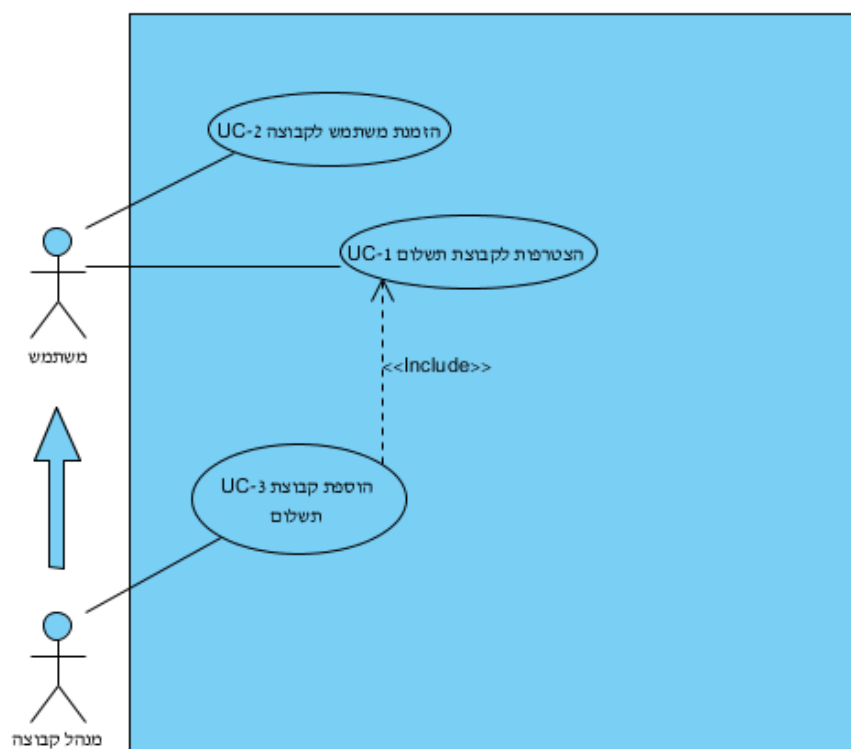 UC-2 הזמנת משתמש לקבוצה
UC-1 הצטרפות לקבוצת תשלום
משתמש
<<Include>>
UC-3 הוספת קבוצת
תשלום
מנהל קבוצה